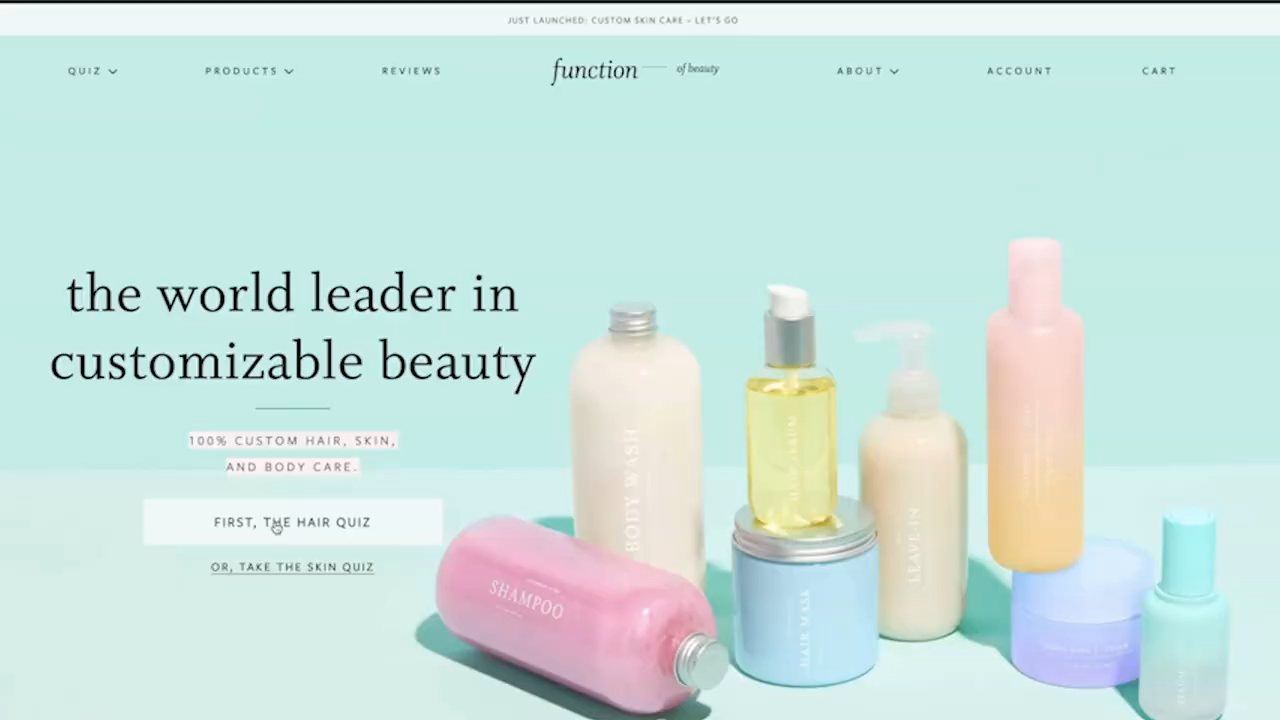 JUST LAUNCHED: CUSTOM SKIN CARE – LET'S GO
QUIZ
PRODUCTS
REVIEWS
function — of beauty
ABOUT
ACCOUNT
CART
the world leader in
customizable beauty
100% CUSTOM HAIR, SKIN,
AND BODY CARE.
FIRST, THE HAIR QUIZ
OR, TAKE THE SKIN QUIZ
BODY WASH
SHAMPOO
HAIR MASK
LEAVE-IN